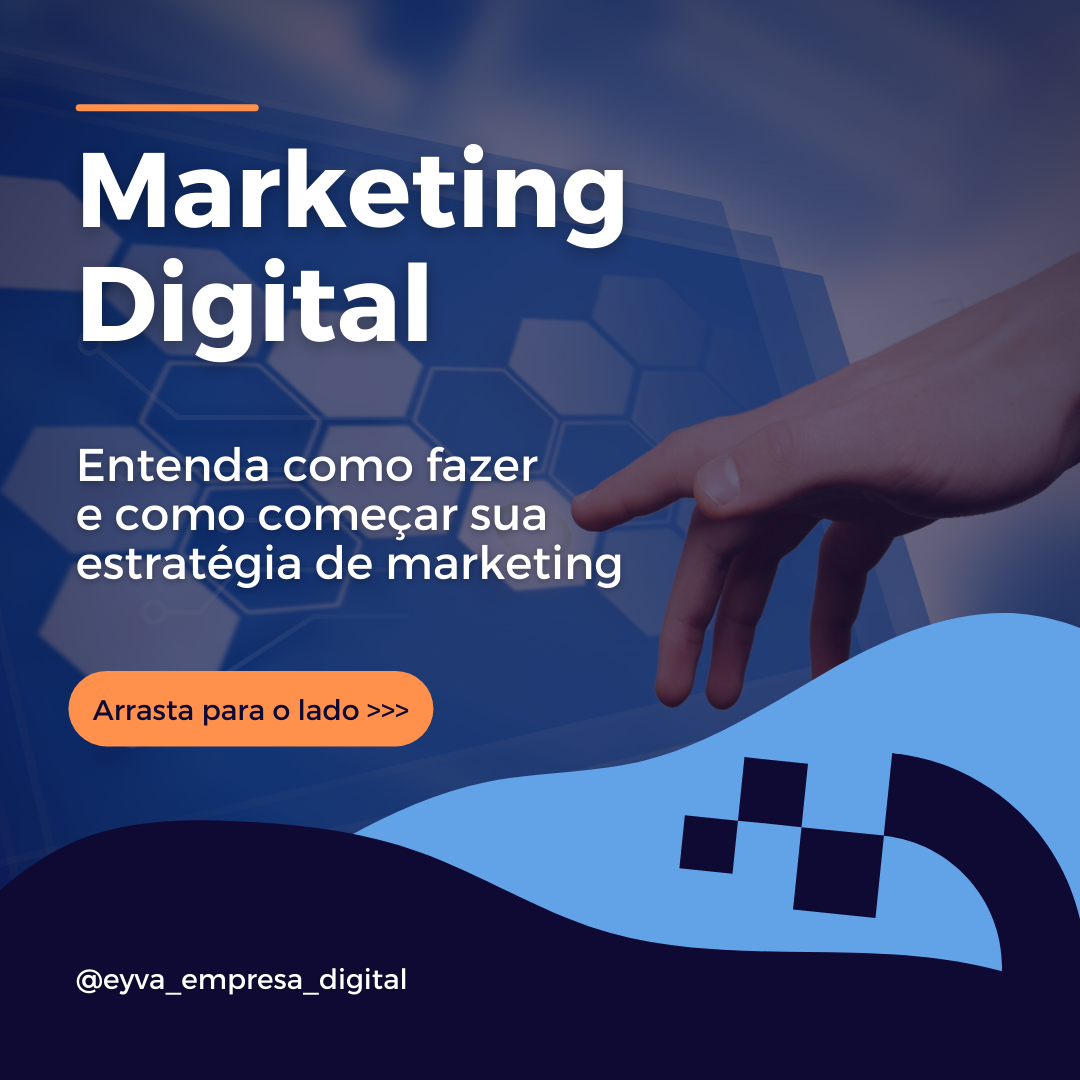 Marketing
Digital
Entenda como fazer
e como começar sua
estratégia de marketing
Arrasta para o lado >>>
@eyva_empresa_digital